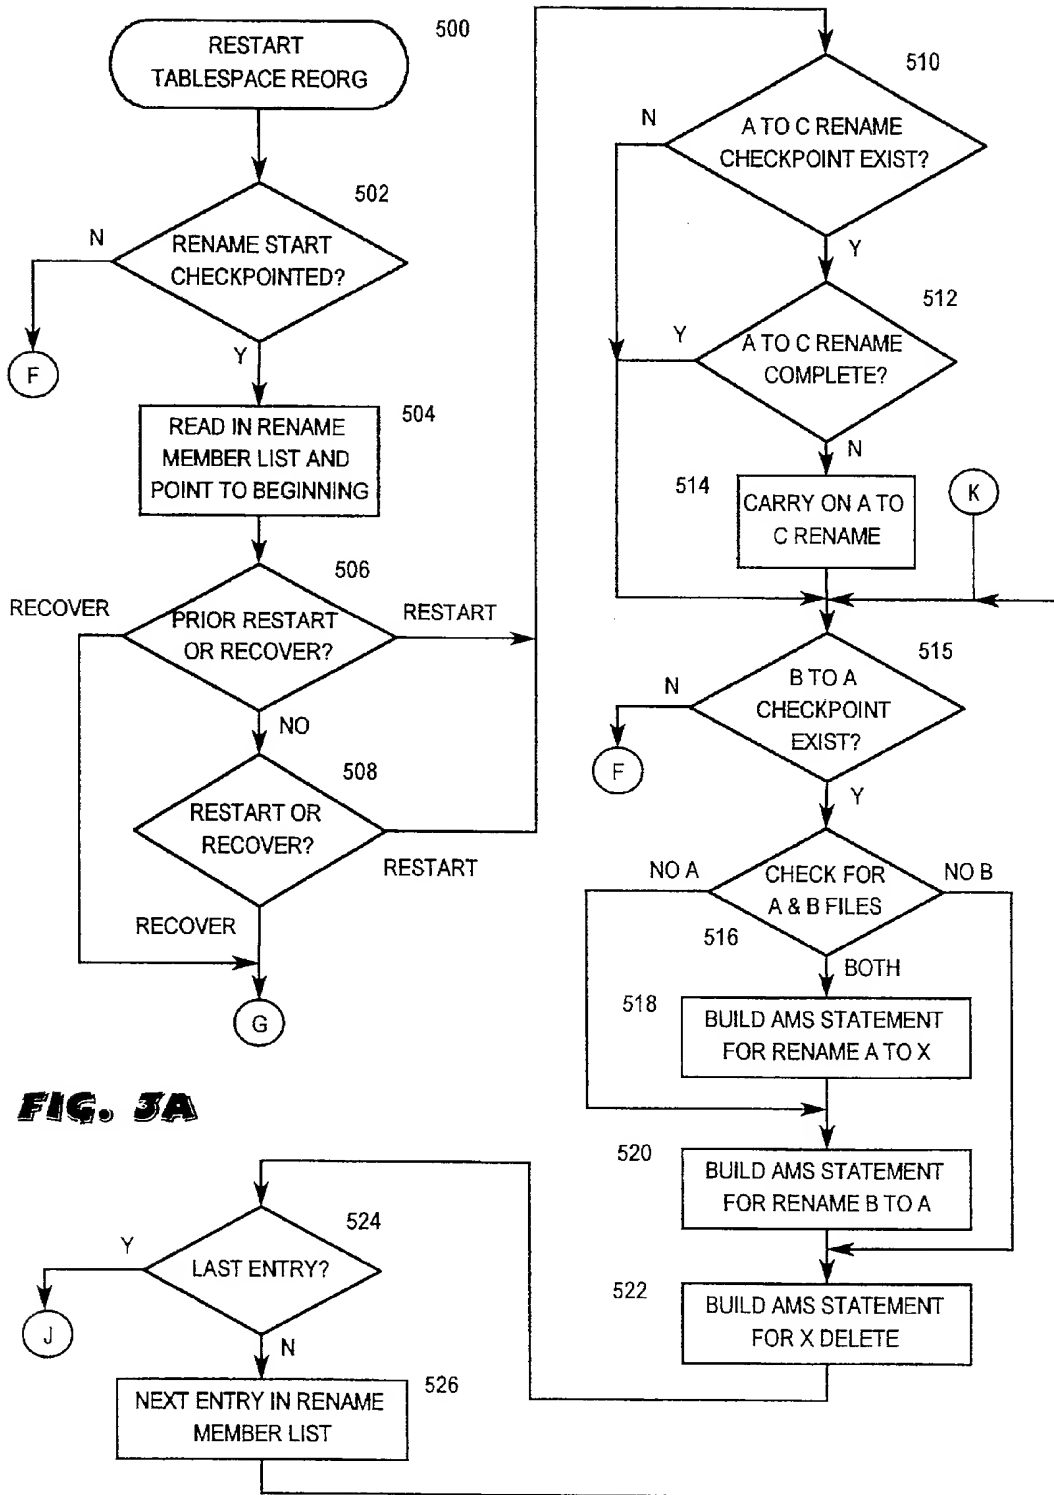 RESTART
TABLESPACE REORG
500
RENAME START
CHECKPOINTED?
502
N
F
Y
READ IN RENAME
MEMBER LIST AND
POINT TO BEGINNING
504
PRIOR RESTART
OR RECOVER?
506
RECOVER
RESTART
NO
RESTART OR
RECOVER?
508
RESTART
RECOVER
G
A TO C RENAME
CHECKPOINT EXIST?
510
N
Y
A TO C RENAME
COMPLETE?
512
Y
N
CARRY ON A TO
C RENAME
514
K
B TO A
CHECKPOINT
EXIST?
515
N
F
Y
CHECK FOR
A & B FILES
516
NO A
NO B
BOTH
BUILD AMS STATEMENT
FOR RENAME A TO X
518
BUILD AMS STATEMENT
FOR RENAME B TO A
520
BUILD AMS STATEMENT
FOR X DELETE
522
FIG. 3A
LAST ENTRY?
524
Y
J
N
NEXT ENTRY IN RENAME
MEMBER LIST
526